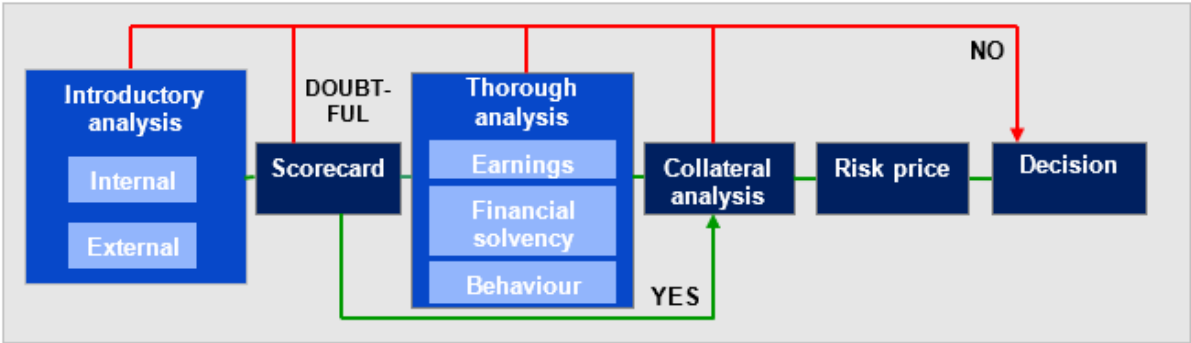 Introductory
analysis
Internal
External
DOUBT-
FUL
Scorecard
Thorough
analysis
Earnings
Financial
solvency
Behaviour
YES
Collateral
analysis
Risk price
NO
Decision